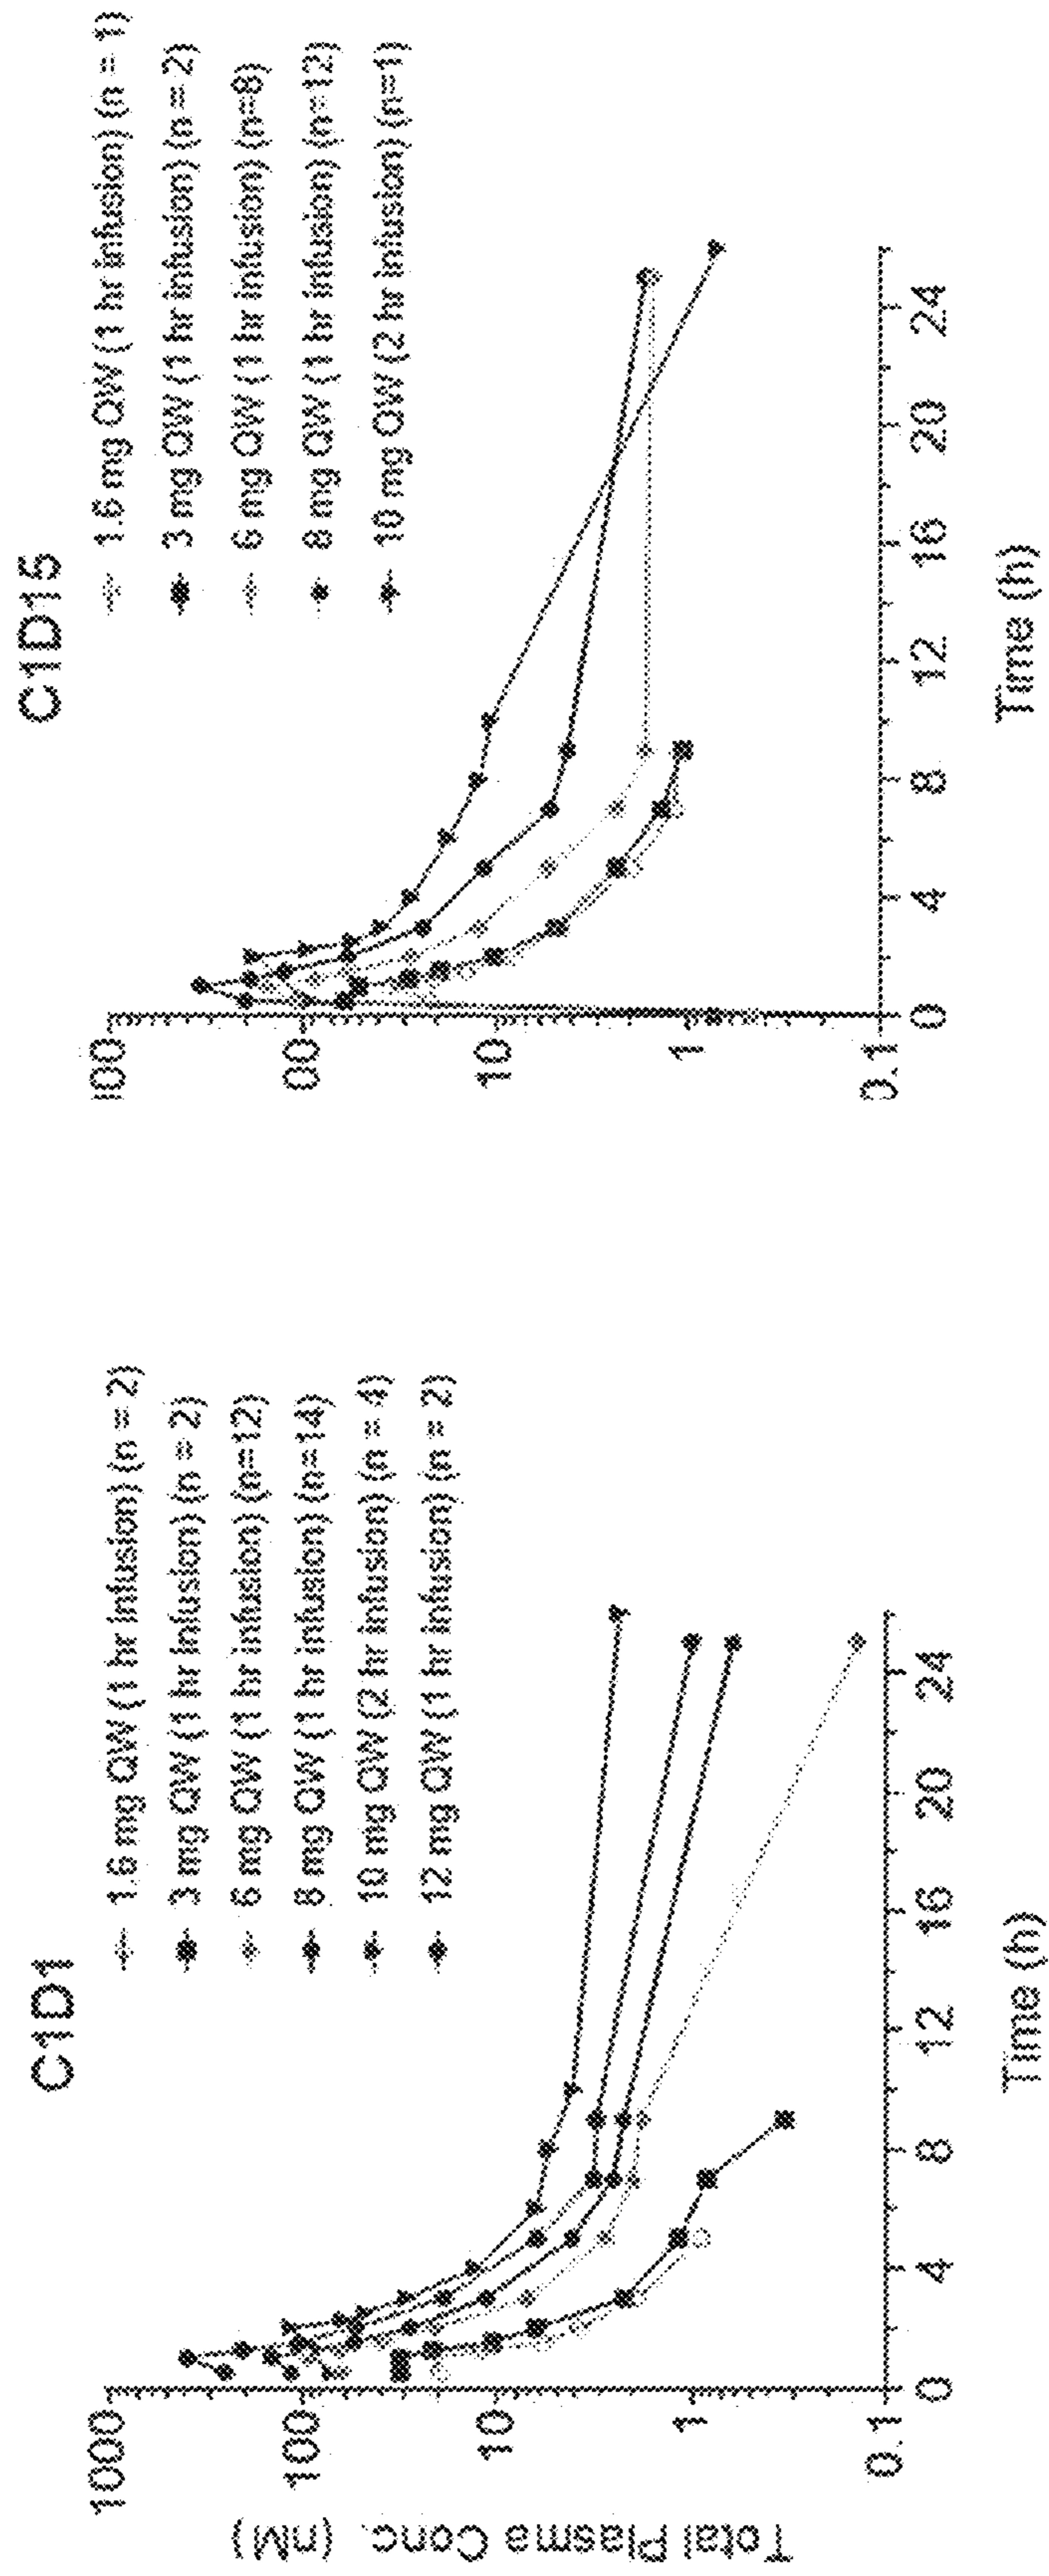 C1D1
1.6 mg QW (1 hr infusion) (n = 2)
3 mg QW (1 hr infusion) (n = 2)
6 mg QW (1 hr infusion) (n=12)
8 mg QW (1 hr infusion) (n=14)
10 mg QW (2 hr infusion) (n = 4)
12 mg QW (1 hr infusion) (n = 2)
Total Plasma Conc. (nM)
1000
100
10
1
0.1
0 4 8 12 16 20 24
Time (h)
C1D15
1.6 mg QW (1 hr infusion) (n = 1)
3 mg QW (1 hr infusion) (n = 2)
6 mg QW (1 hr infusion) (n=8)
8 mg QW (1 hr infusion) (n=12)
10 mg QW (2 hr infusion) (n=1)
000
00
10
1
0.1
0 4 8 12 16 20 24
Time (h)